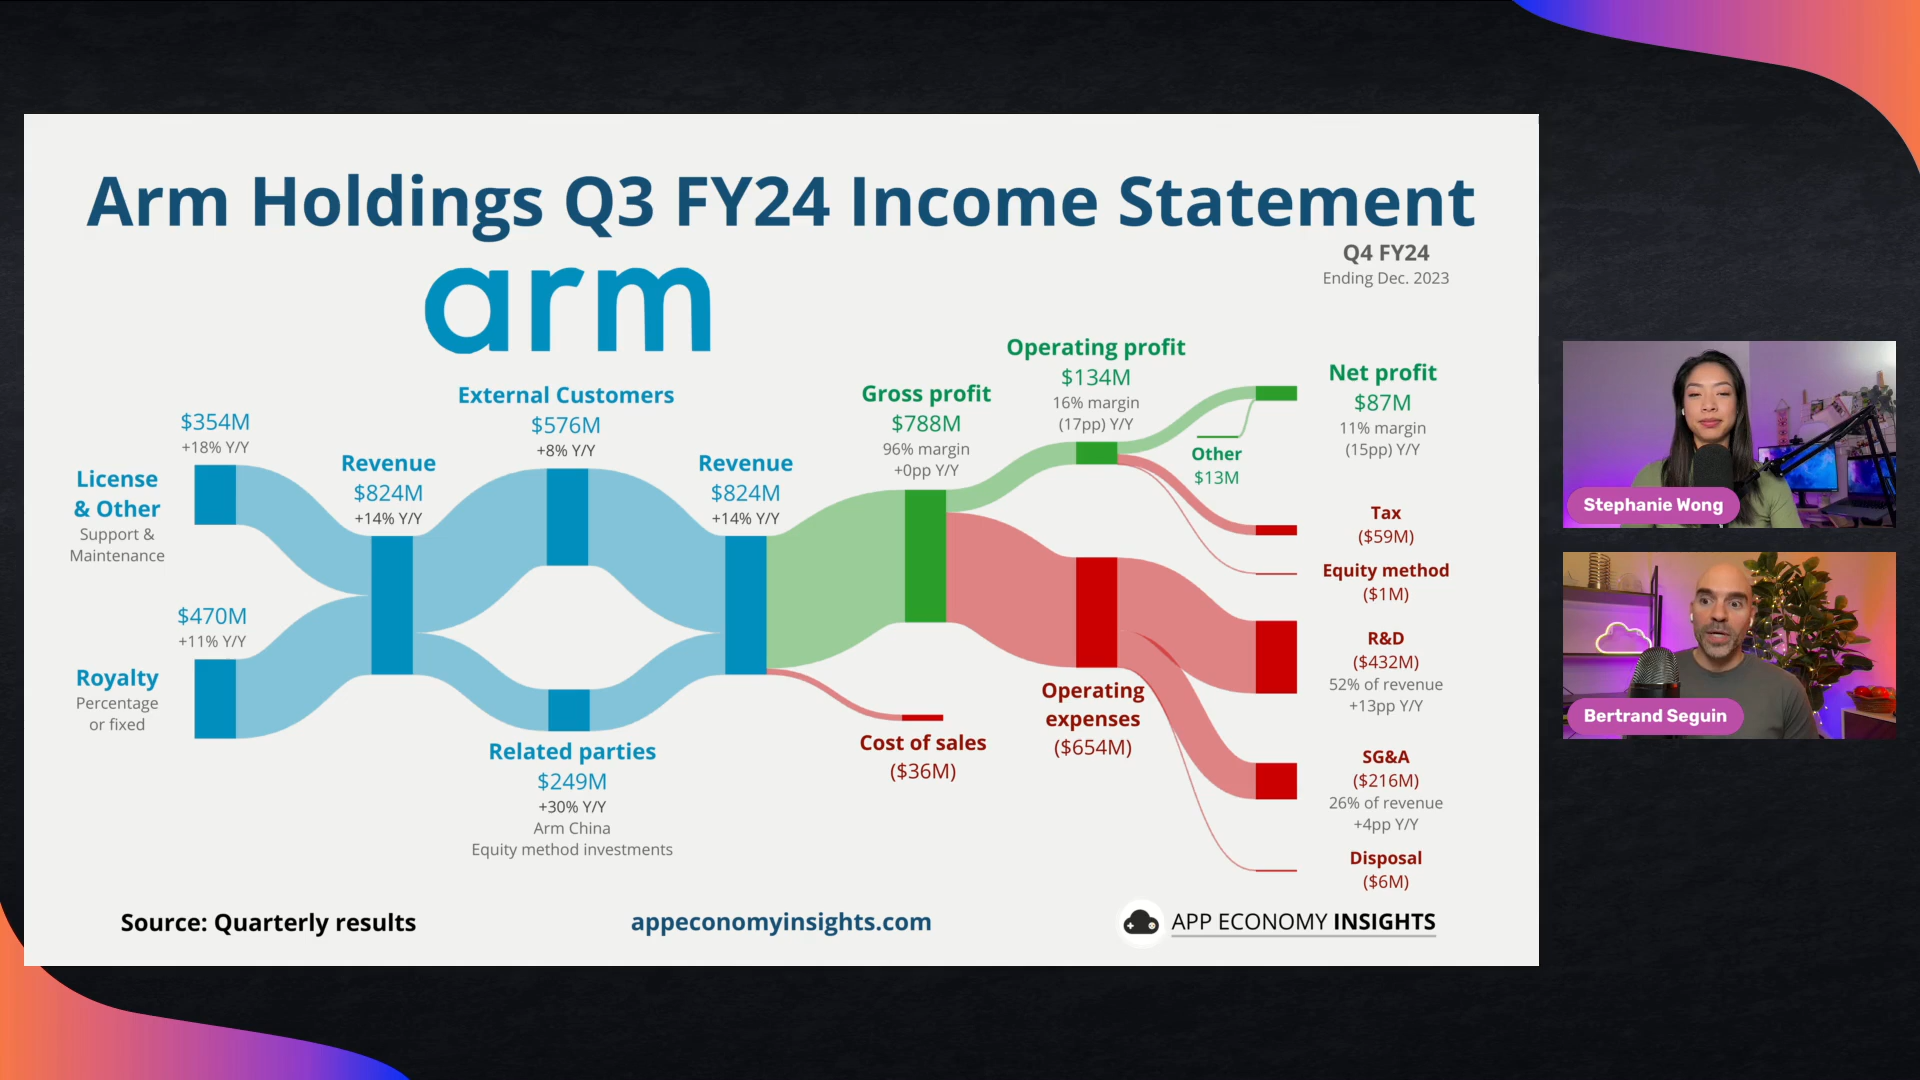 Arm Holdings Q3 FY24 Income Statement
Q4 FY24
Ending Dec. 2023
arm
License
& Other
Support &
Maintenance
$354M
+18% Y/Y
Royalty
Percentage
or fixed
$470M
+11% Y/Y
Revenue
$824M
+14% Y/Y
External Customers
$576M
+8% Y/Y
Related parties
$249M
+30% Y/Y
Arm China
Equity method investments
Revenue
$824M
+14% Y/Y
Gross profit
$788M
96% margin
+0pp Y/Y
Cost of sales
($36M)
Operating profit
$134M
16% margin
(17pp) Y/Y
Operating
expenses
($654M)
Other
$13M
Net profit
$87M
11% margin
(15pp) Y/Y
Tax
($59M)
Equity method
($1M)
R&D
($432M)
52% of revenue
+13pp Y/Y
SG&A
($216M)
26% of revenue
+4pp Y/Y
Disposal
($6M)
Source: Quarterly results
appeconomyinsights.com
APP ECONOMY INSIGHTS
Stephanie Wong
Bertrand Seguin